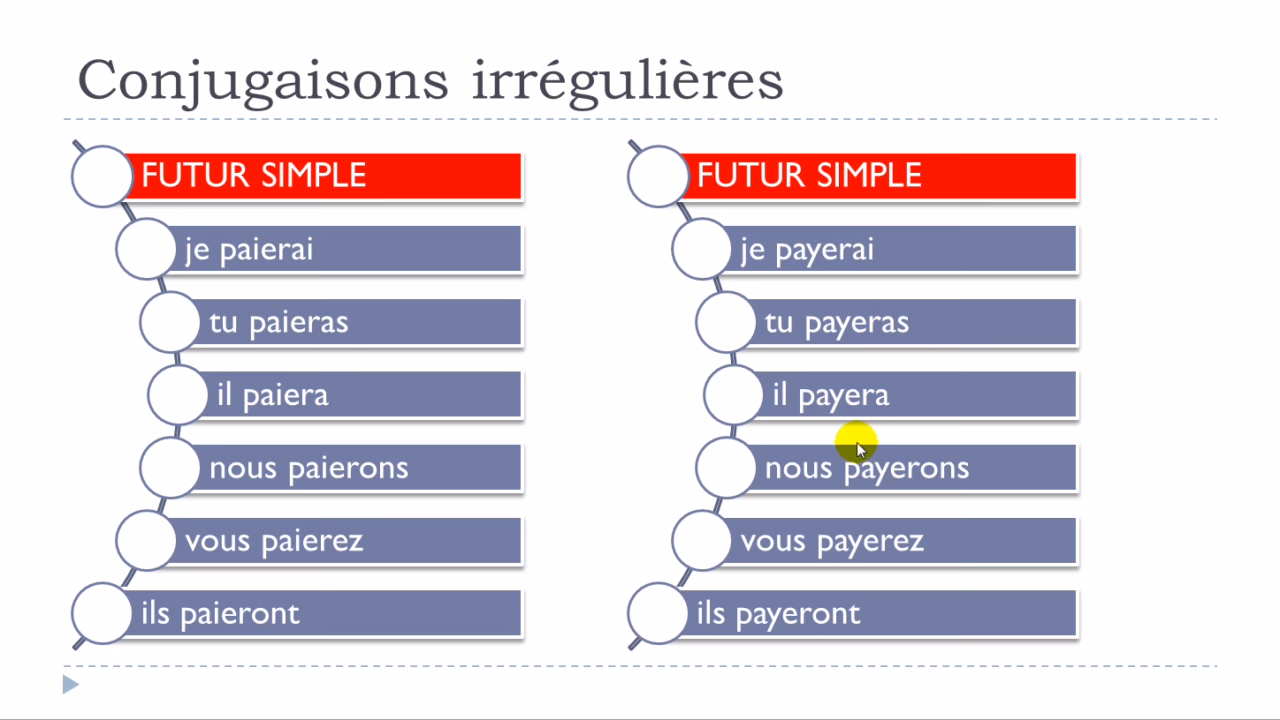 Conjugaisons irrégulières
FUTUR SIMPLE
je paierai
tu paieras
il paiera
nous paierons
vous paierez
ils paieront
FUTUR SIMPLE
je payerai
tu payeras
il payera
nous payerons
vous payerez
ils payeront